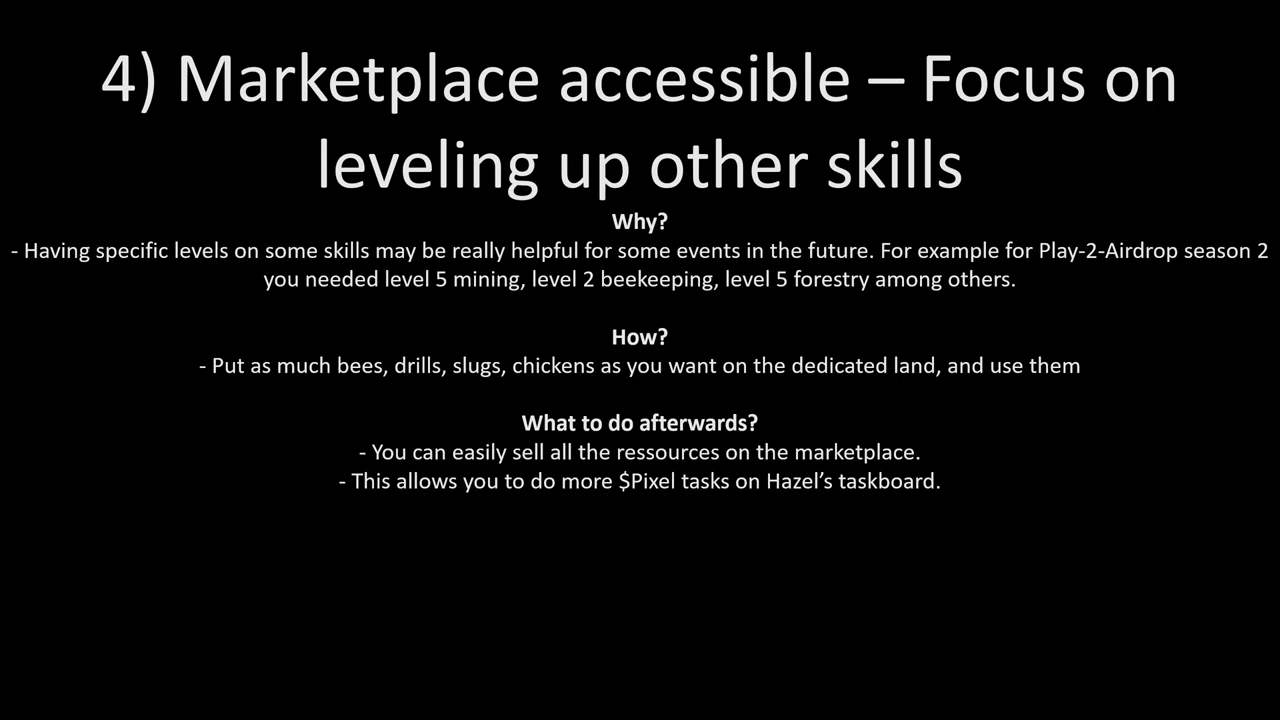 4) Marketplace accessible – Focus on
leveling up other skills
Why?
- Having specific levels on some skills may be really helpful for some events in the future. For example for Play-2-Airdrop season 2
you needed level 5 mining, level 2 beekeeping, level 5 forestry among others.
How?
- Put as much bees, drills, slugs, chickens as you want on the dedicated land, and use them
What to do afterwards?
- You can easily sell all the ressources on the marketplace.
- This allows you to do more $Pixel tasks on Hazel’s taskboard.